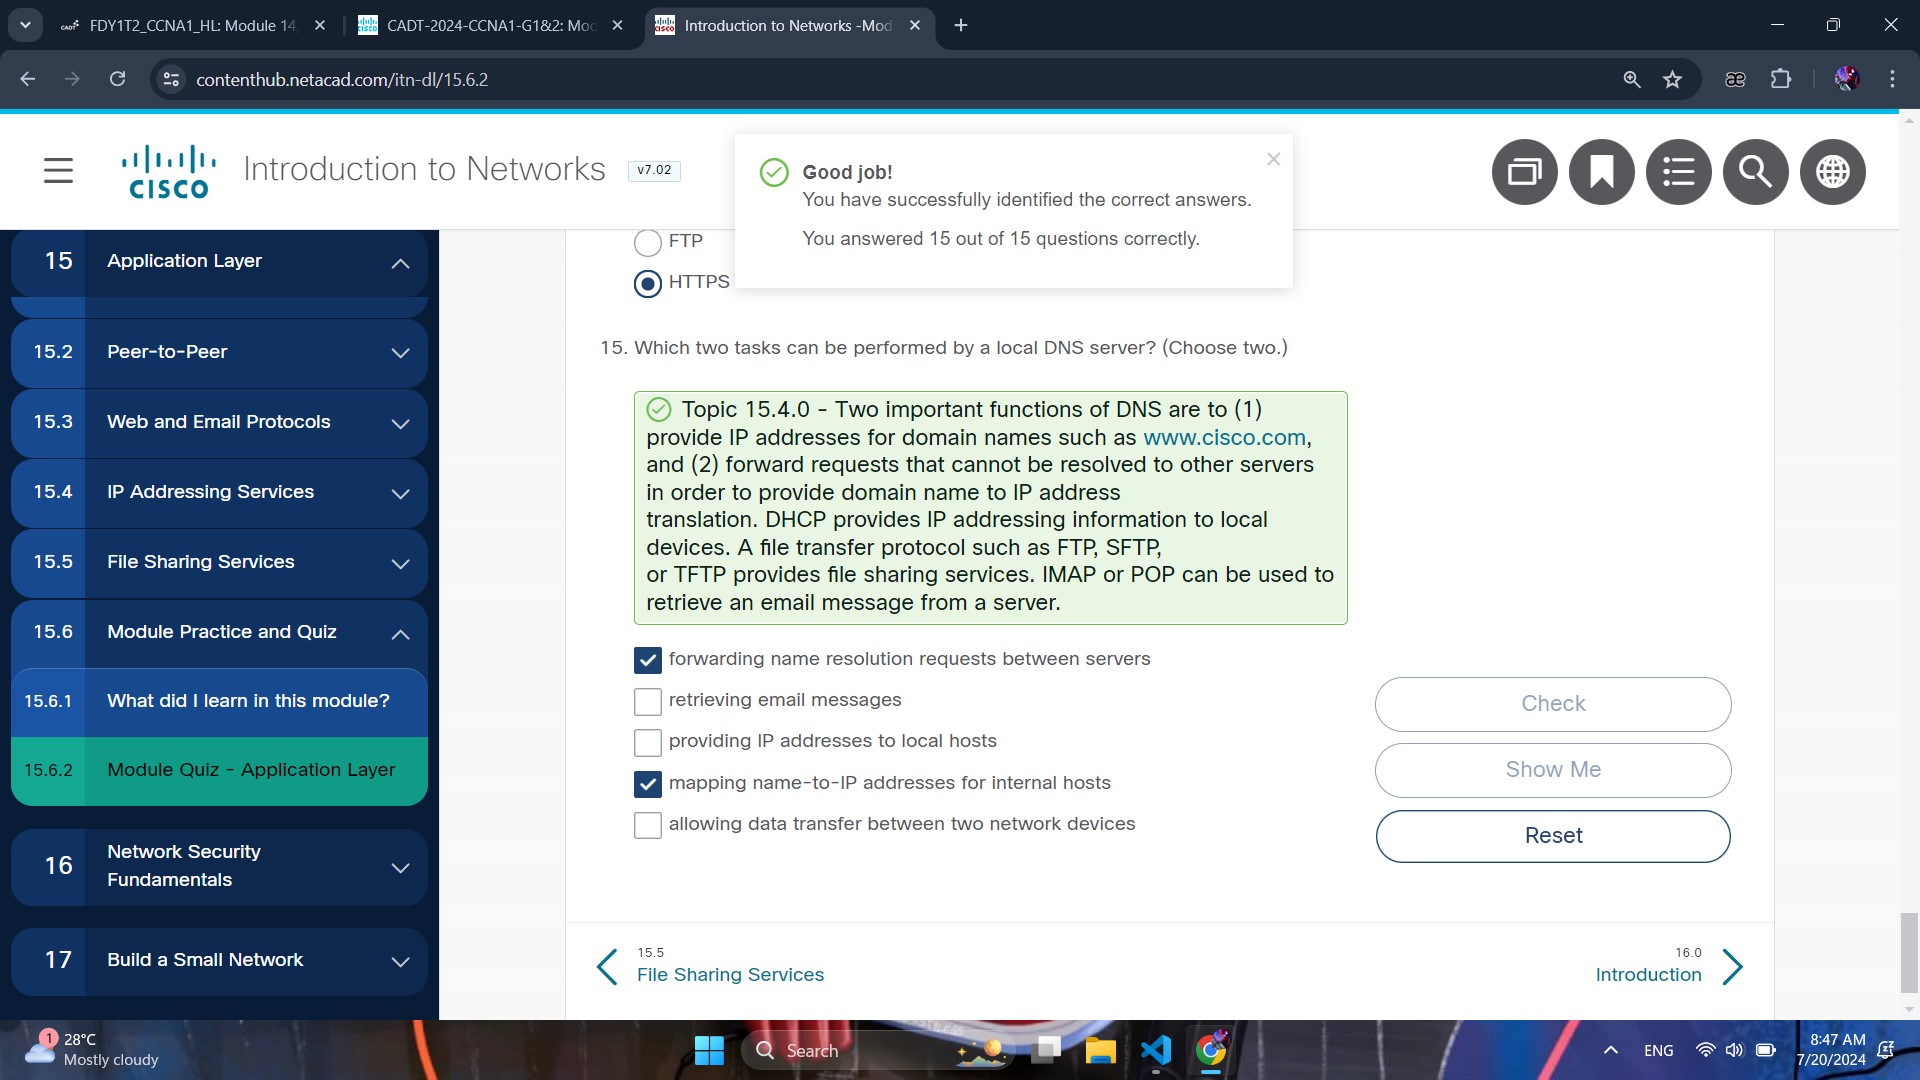 FDY1T2_CCNA1_HL: Module 14,
CADT-2024-CCNA1-G1&2: Mod
Introduction to Networks -Mod
contenthub.netacad.com/itn-dl/15.6.2
CISCO
Introduction to Networks
v7.02
Good job!
You have successfully identified the correct answers.
You answered 15 out of 15 questions correctly.
15 Application Layer
15.2 Peer-to-Peer
15.3 Web and Email Protocols
15.4 IP Addressing Services
15.5 File Sharing Services
15.6 Module Practice and Quiz
15.6.1 What did I learn in this module?
15.6.2 Module Quiz - Application Layer
16 Network Security
Fundamentals
17 Build a Small Network
FTP
HTTPS
15. Which two tasks can be performed by a local DNS server? (Choose two.)
Topic 15.4.0 - Two important functions of DNS are to (1)
provide IP addresses for domain names such as www.cisco.com,
and (2) forward requests that cannot be resolved to other servers
in order to provide domain name to IP address
translation. DHCP provides IP addressing information to local
devices. A file transfer protocol such as FTP, SFTP,
or TFTP provides file sharing services. IMAP or POP can be used to
retrieve an email message from a server.
forwarding name resolution requests between servers
retrieving email messages
providing IP addresses to local hosts
mapping name-to-IP addresses for internal hosts
allowing data transfer between two network devices
Check
Show Me
Reset
15.5
File Sharing Services
16.0
Introduction
1
28°C
Mostly cloudy
Search
ENG
8:47 AM
7/20/2024